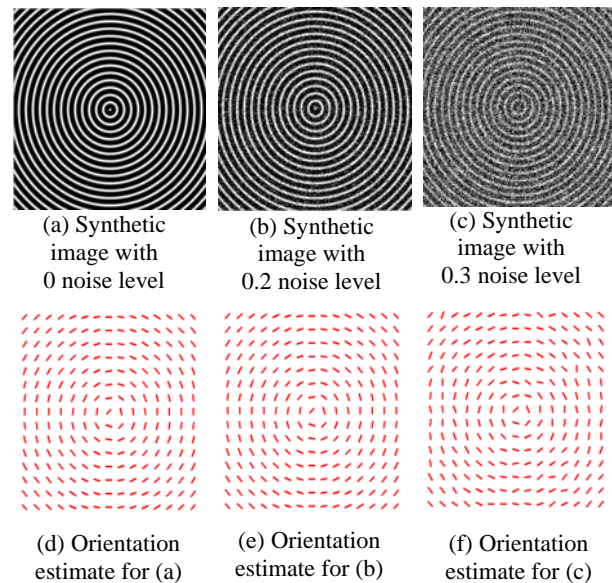 (a) Synthetic
image with
0 noise level
(b) Synthetic
image with
0.2 noise level
(c) Synthetic
image with
0.3 noise level
(d) Orientation
estimate for (a)
(e) Orientation
estimate for (b)
(f) Orientation
estimate for (c)